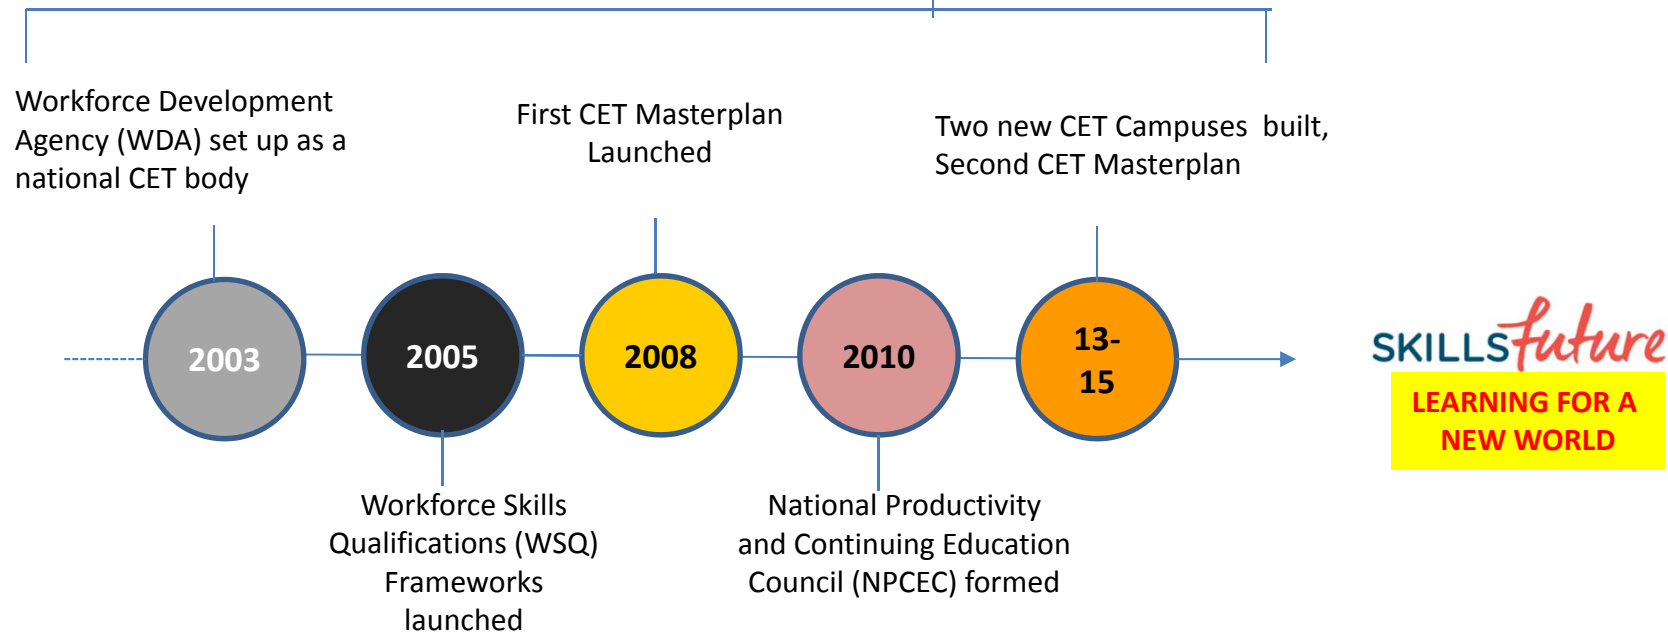 Workforce Development
Agency (WDA) set up as a
national CET body
First CET Masterplan
Launched
Two new CET Campuses  built,
Second CET Masterplan
2003
2005
2008
2010
13-
15
SKILLSfuture
LEARNING FOR A
NEW WORLD
Workforce Skills
Qualifications (WSQ)
Frameworks
launched
National Productivity
and Continuing Education
Council (NPCEC) formed